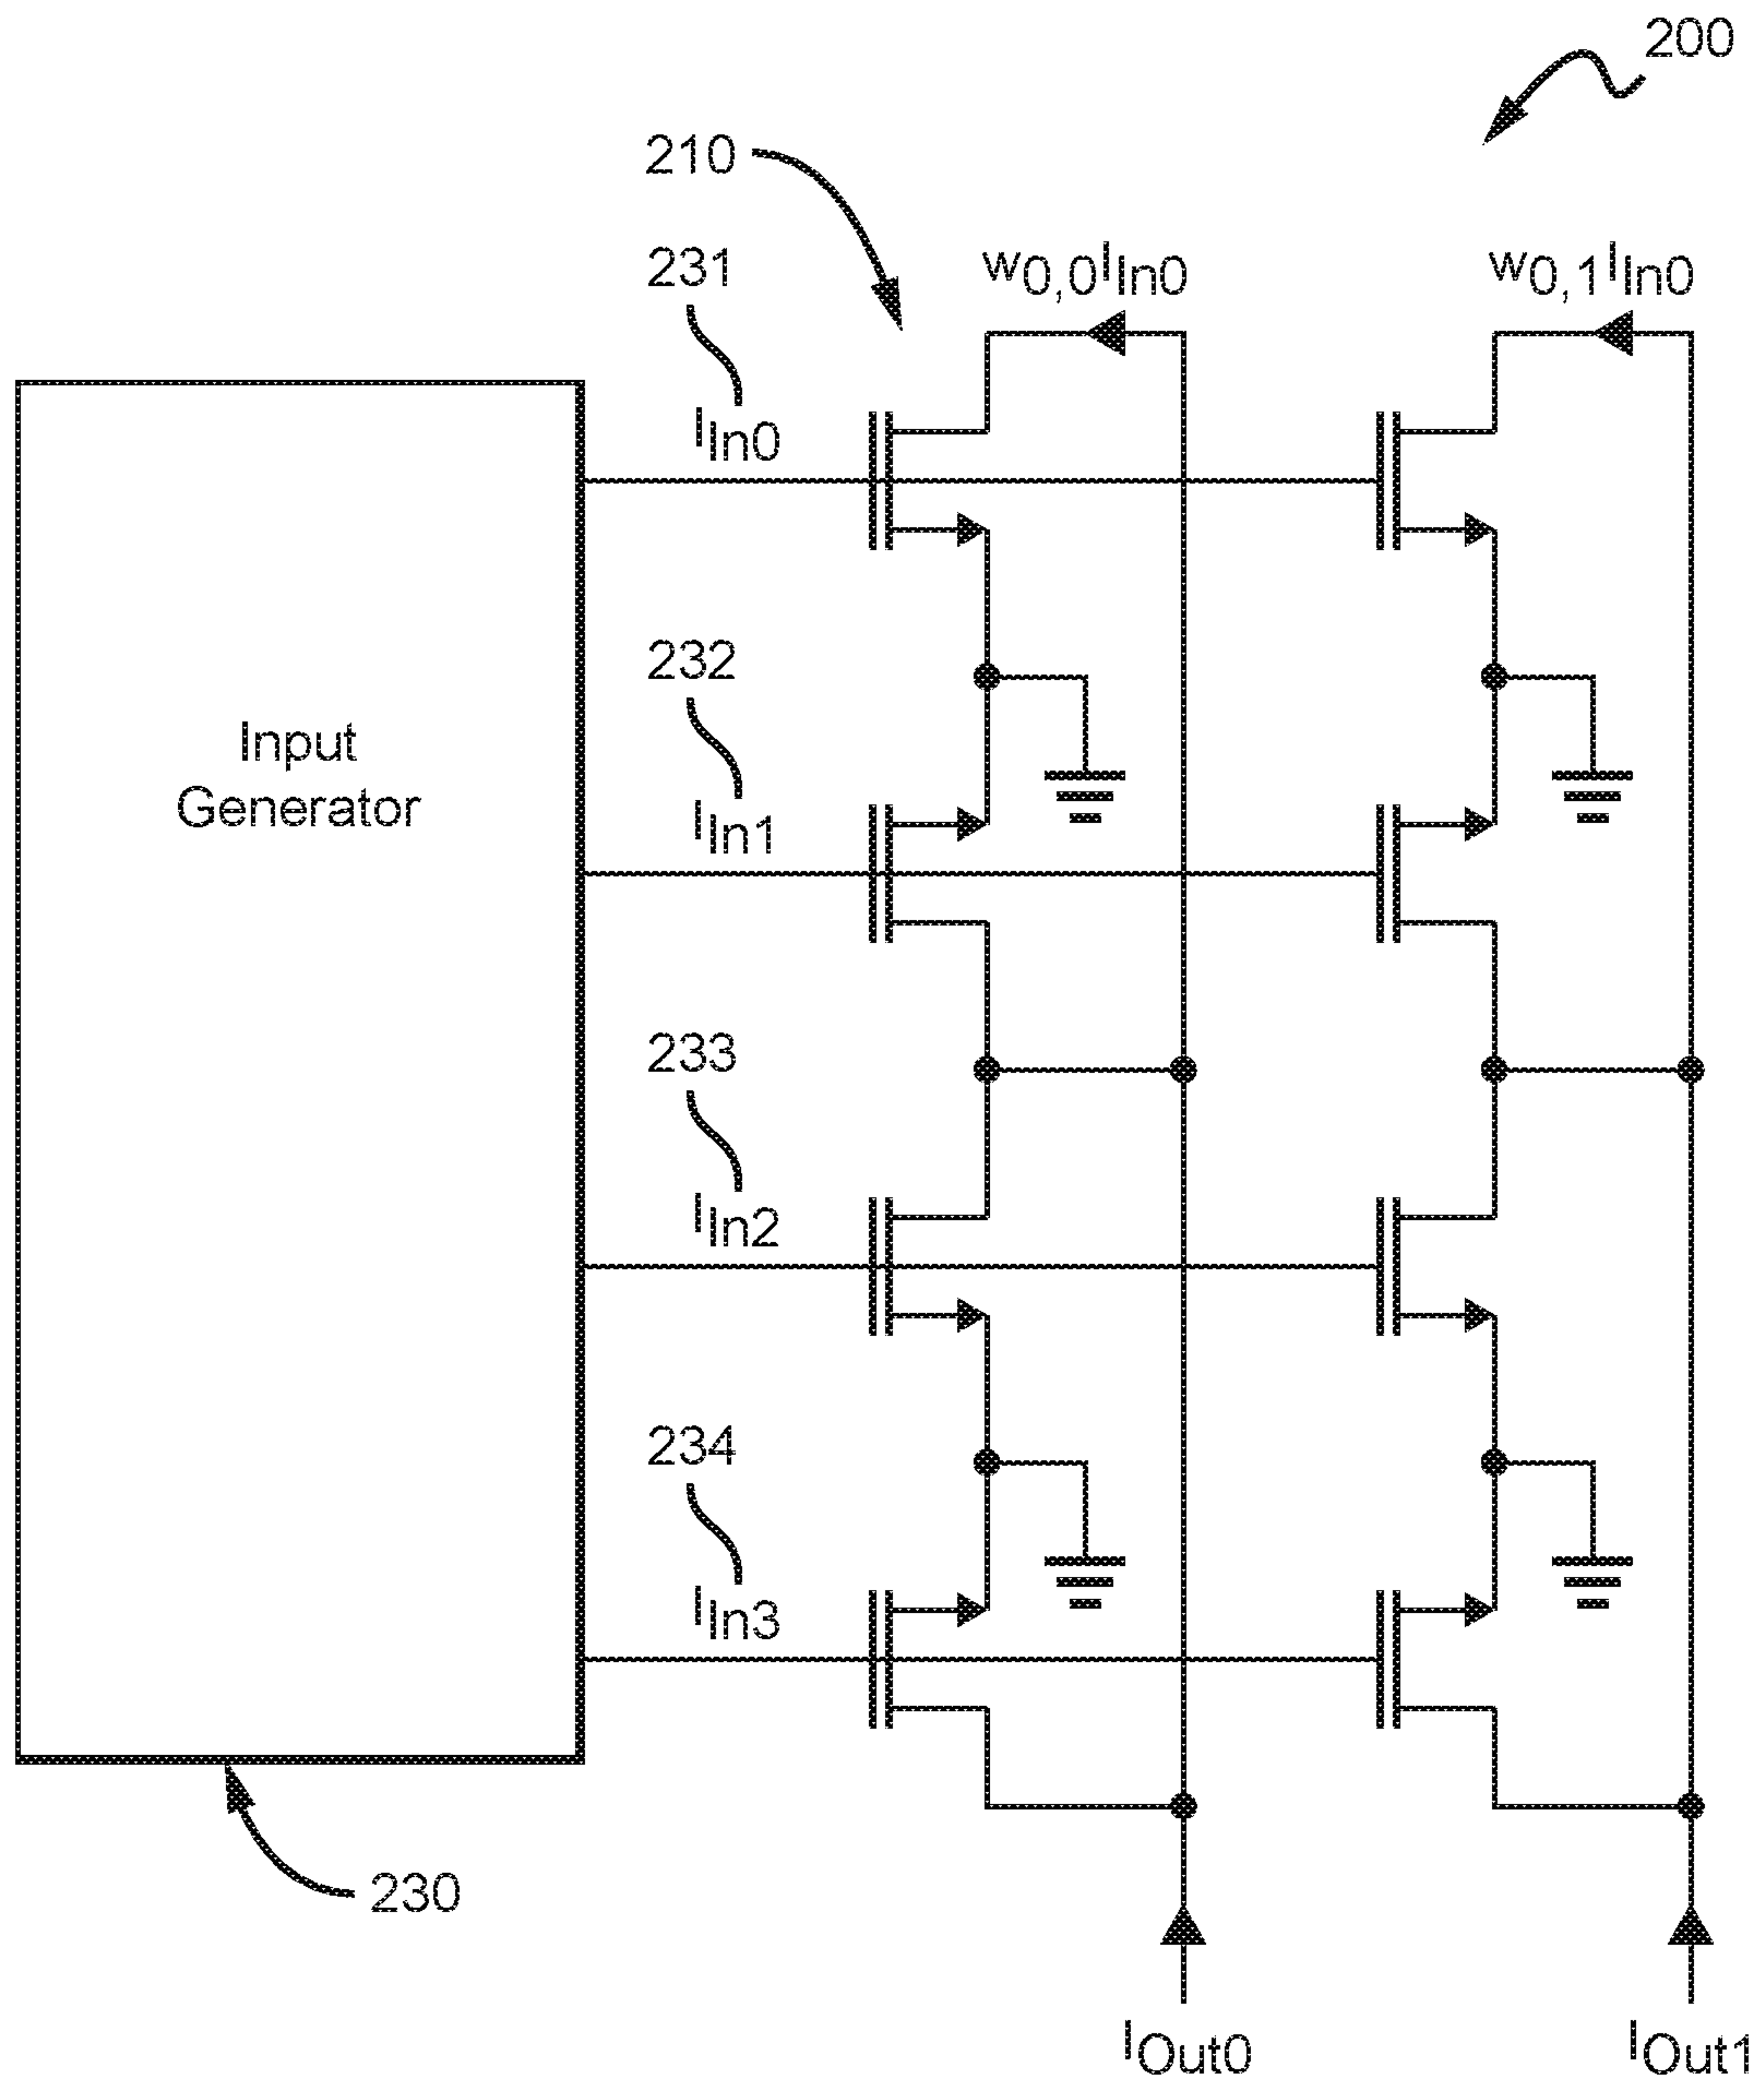 200
210
231
w0,0IIn0
w0,1IIn0
IIn0
232
Input
Generator
IIn1
233
IIn2
234
IIn3
230
IOut0
IOut1